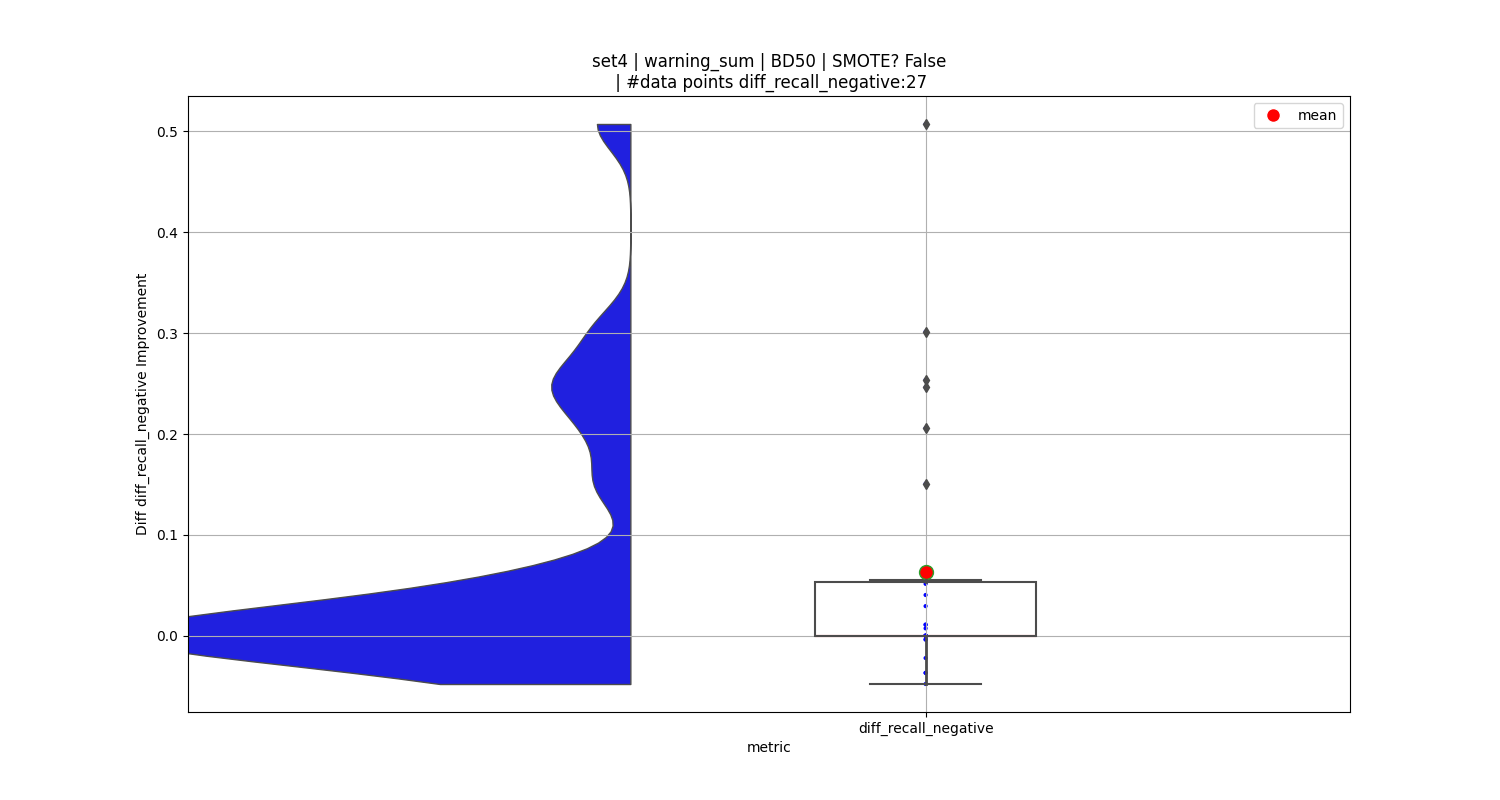 set4 | warning_sum | BD50 | SMOTE? False
| #data points diff_recall_negative:27
mean
0.5
0.4
0.3
0.2
0.1
0.0
Diff diff_recall_negative Improvement
diff_recall_negative
metric